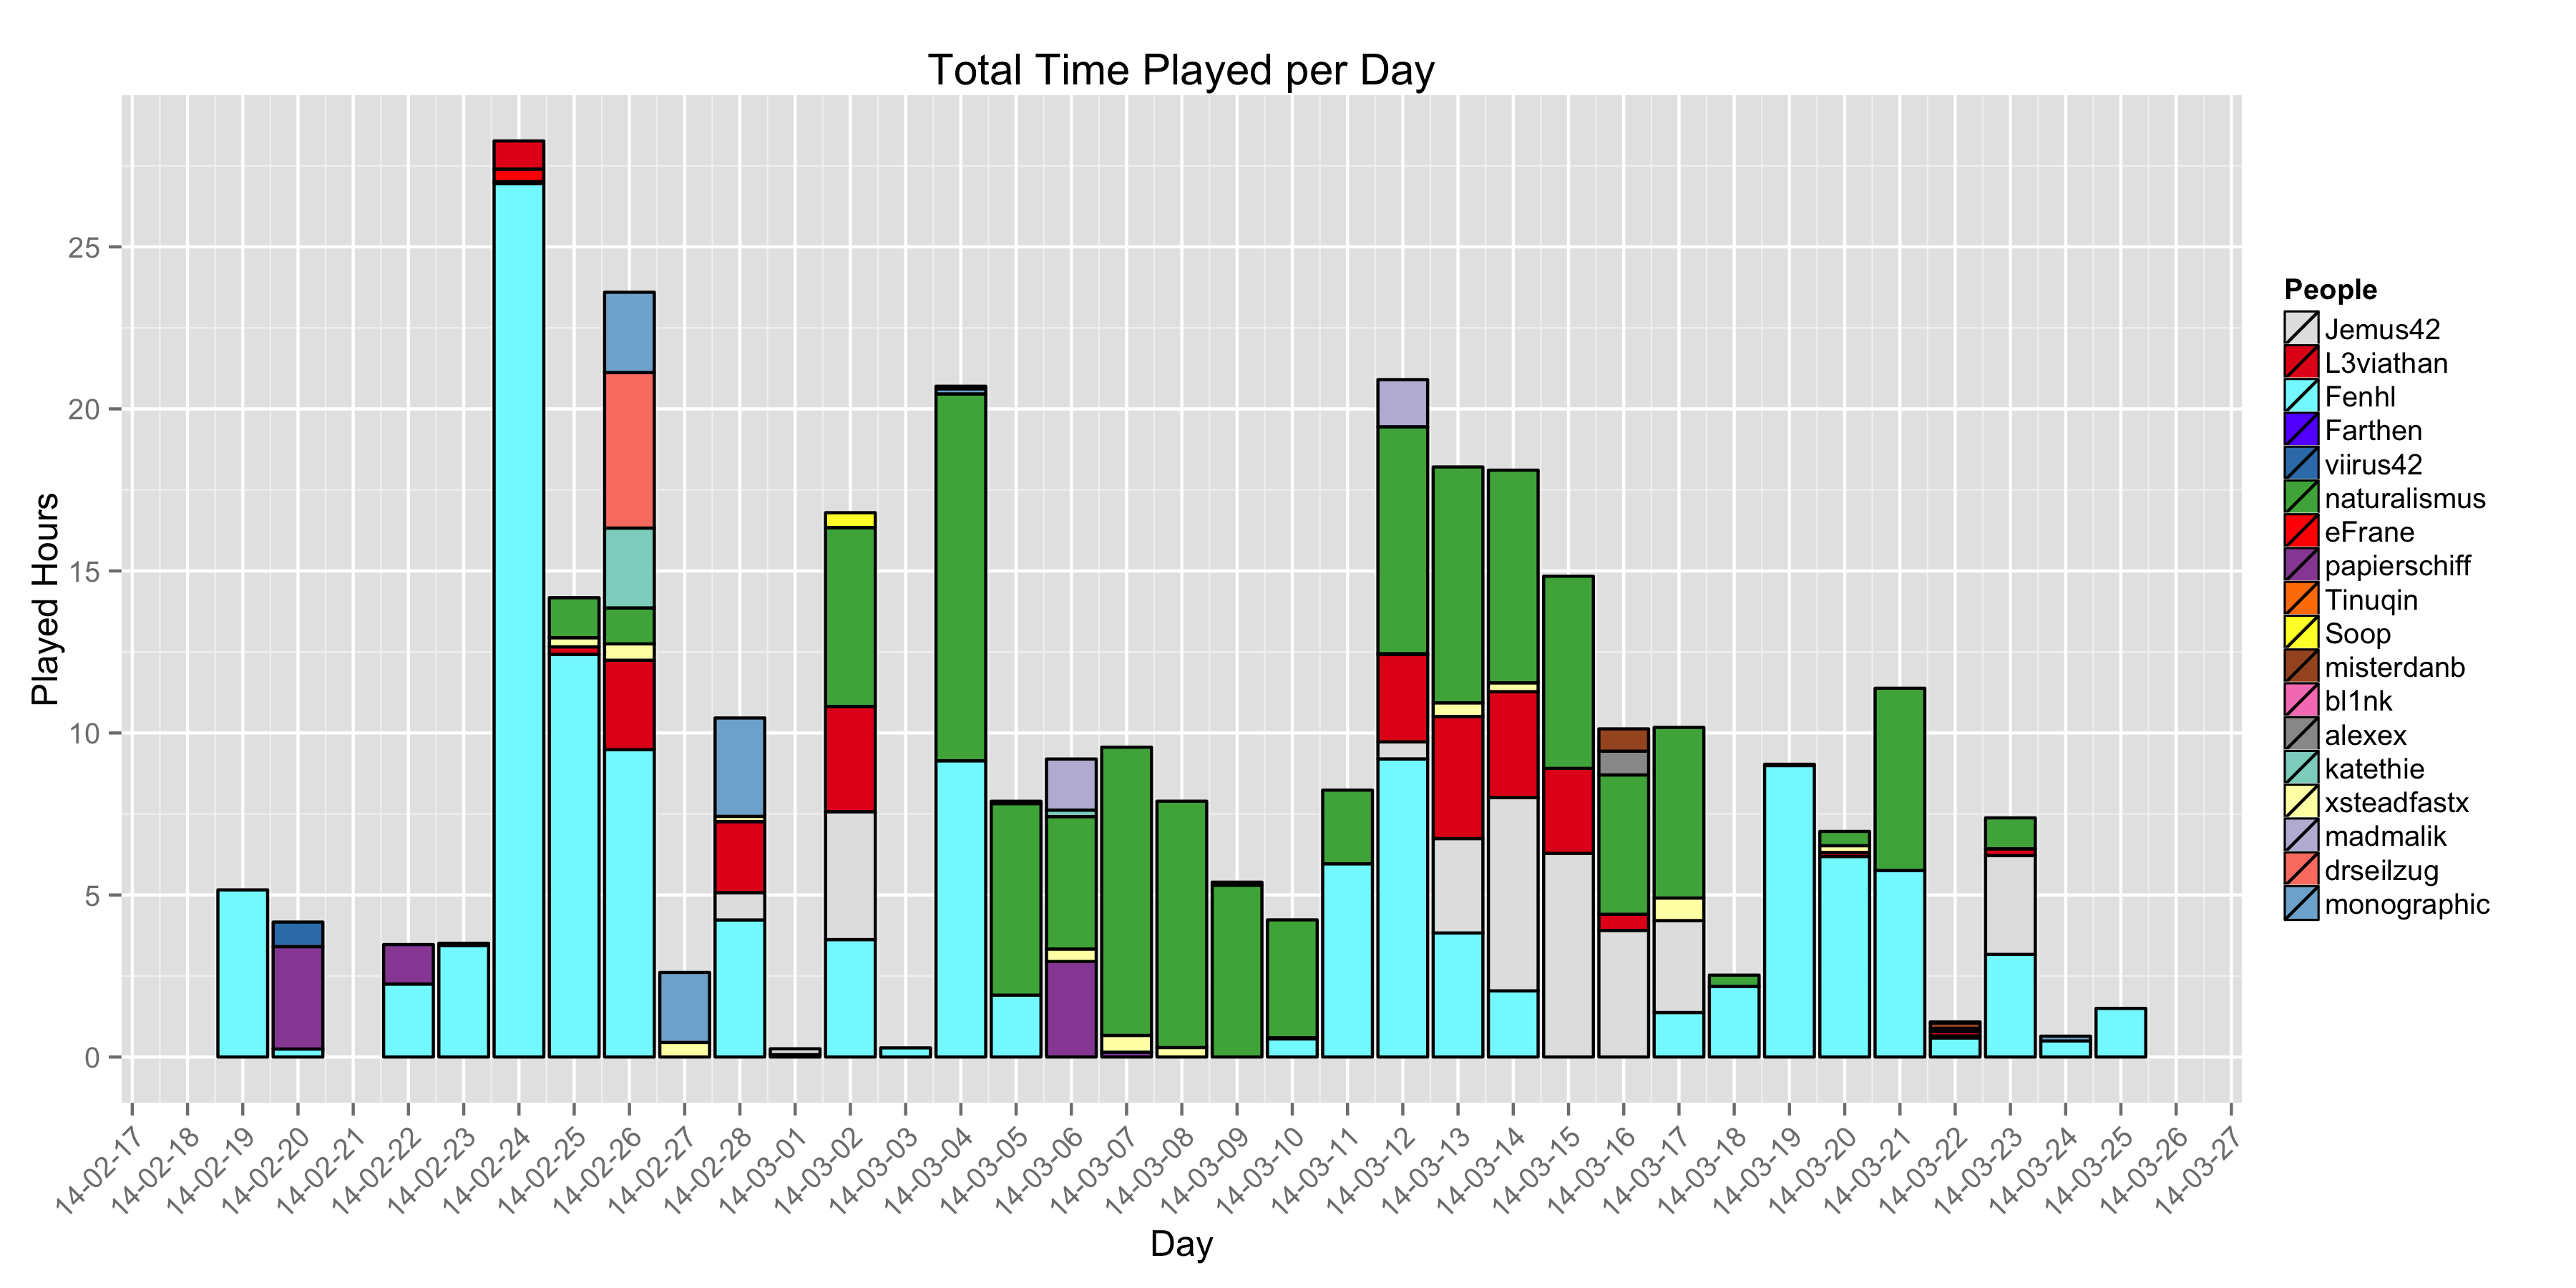 Total Time Played per Day
Played Hours
25
20
15
10
5
0
14-02-17
14-02-18
14-02-19
14-02-20
14-02-21
14-02-22
14-02-23
14-02-24
14-02-25
14-02-26
14-02-27
14-02-28
14-03-01
14-03-02
14-03-03
14-03-04
14-03-05
14-03-06
14-03-07
14-03-08
14-03-09
14-03-10
14-03-11
14-03-12
14-03-13
14-03-14
14-03-15
14-03-16
14-03-17
14-03-18
14-03-19
14-03-20
14-03-21
14-03-22
14-03-23
14-03-24
14-03-25
14-03-26
14-03-27
Day
People
Jemus42
L3viathan
Fenhl
Farthen
viirus42
naturalismus
eFrane
papierschiff
Tinuqin
Soop
misterdanb
bl1nk
alexex
katethie
xsteadfastx
madmalik
drseilzug
monographic